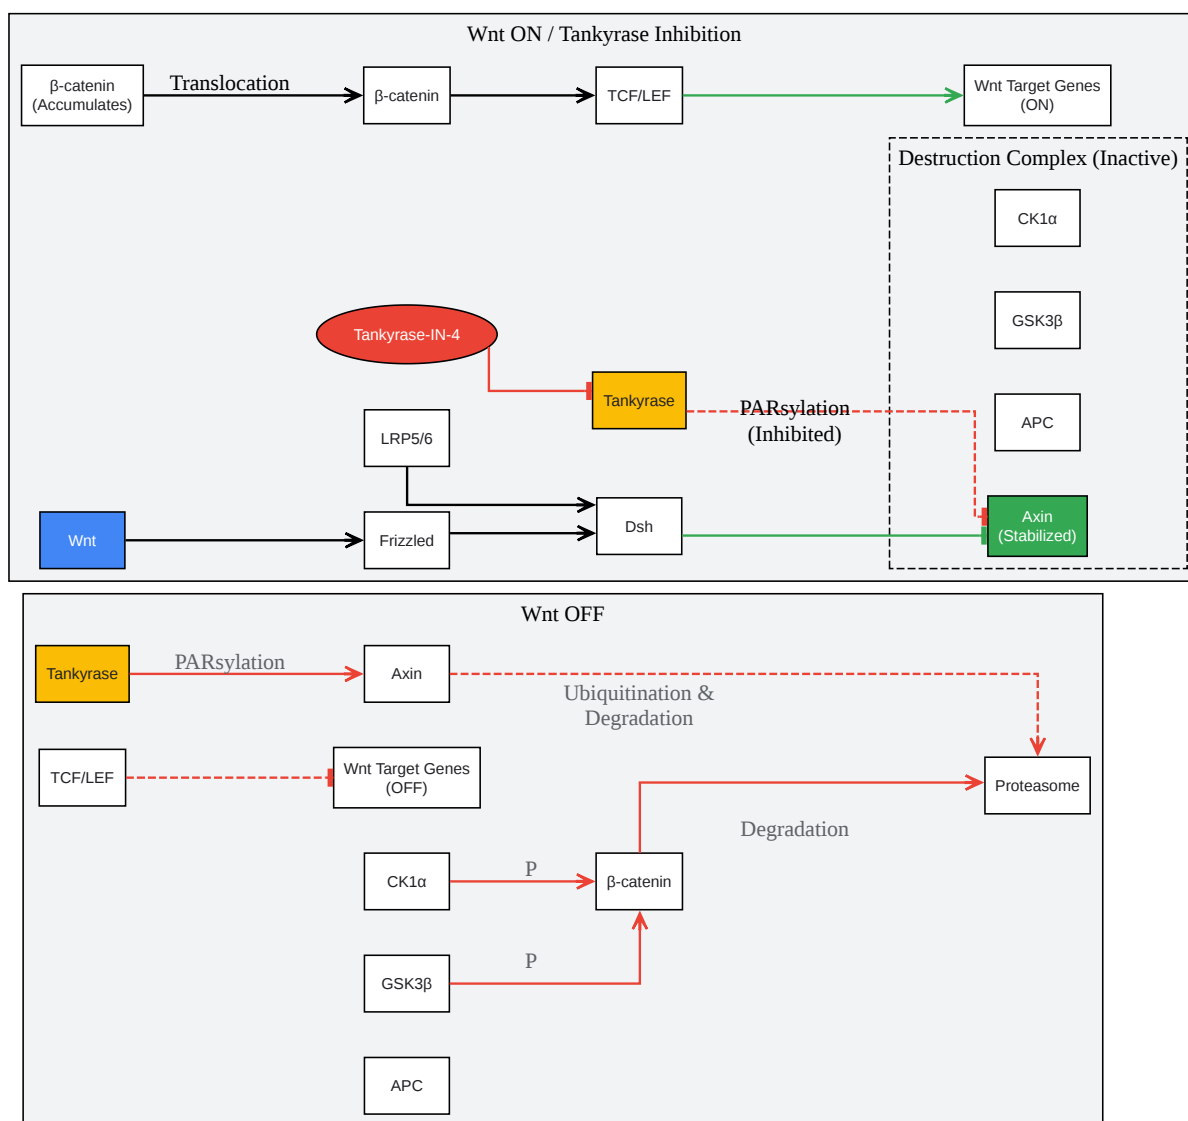 Wnt ON / Tankyrase Inhibition
β-catenin
(Accumulates)
Translocation
β-catenin
TCF/LEF
Wnt Target Genes
(ON)
Destruction Complex (Inactive)
CK1α
GSK3β
Tankyrase-IN-4
Tankyrase
PARsylation
(Inhibited)
APC
LRP5/6
Wnt
Frizzled
Dsh
Axin
(Stabilized)
Wnt OFF
Tankyrase
PARsylation
Axin
Ubiquitination &
Degradation
TCF/LEF
Wnt Target Genes
(OFF)
Proteasome
Degradation
CK1α
P
β-catenin
GSK3β
P
APC